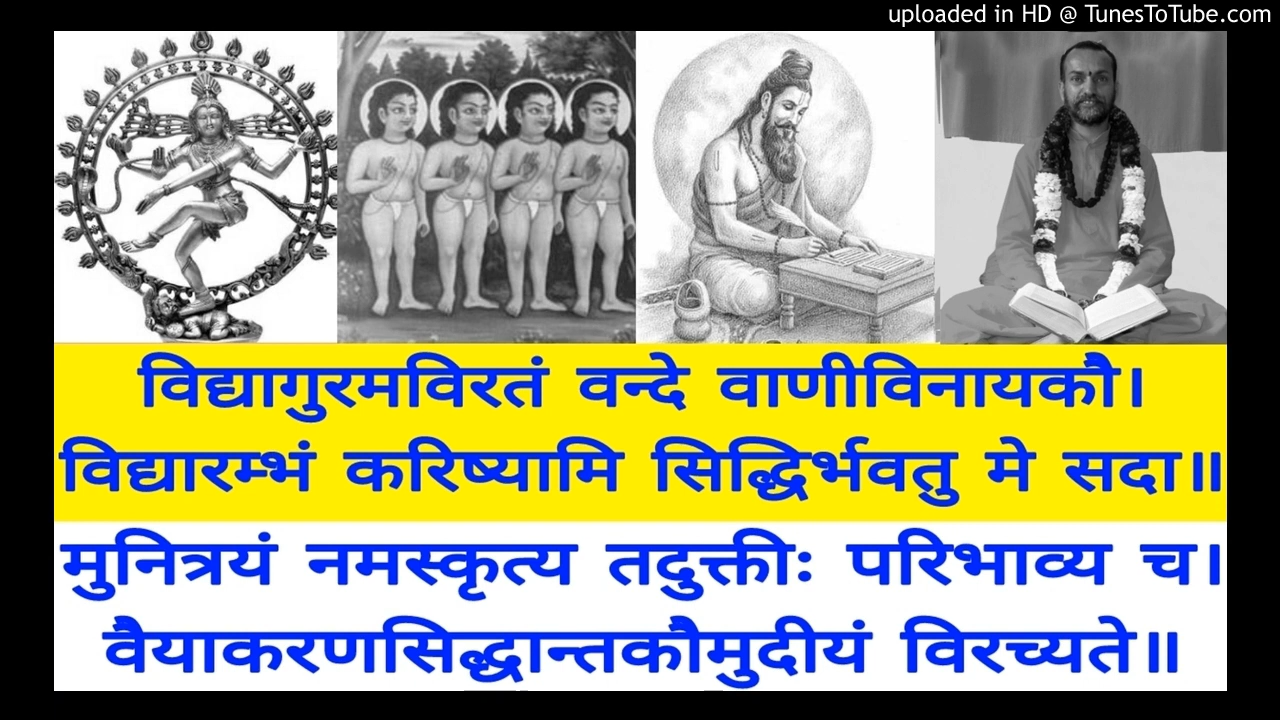 uploaded in HD @ TunesToTube.com
विद्यागुरमविरतं वन्दे वाणीविनायकौ।
विद्यारम्भं करिष्यामि सिद्धिर्भवतु मे सदा॥
मुनित्रयं नमस्कृत्य तदुक्तीः परिभाव्य च।
वैयाकरणसिद्धान्तकौमुदीयं विरच्यते॥